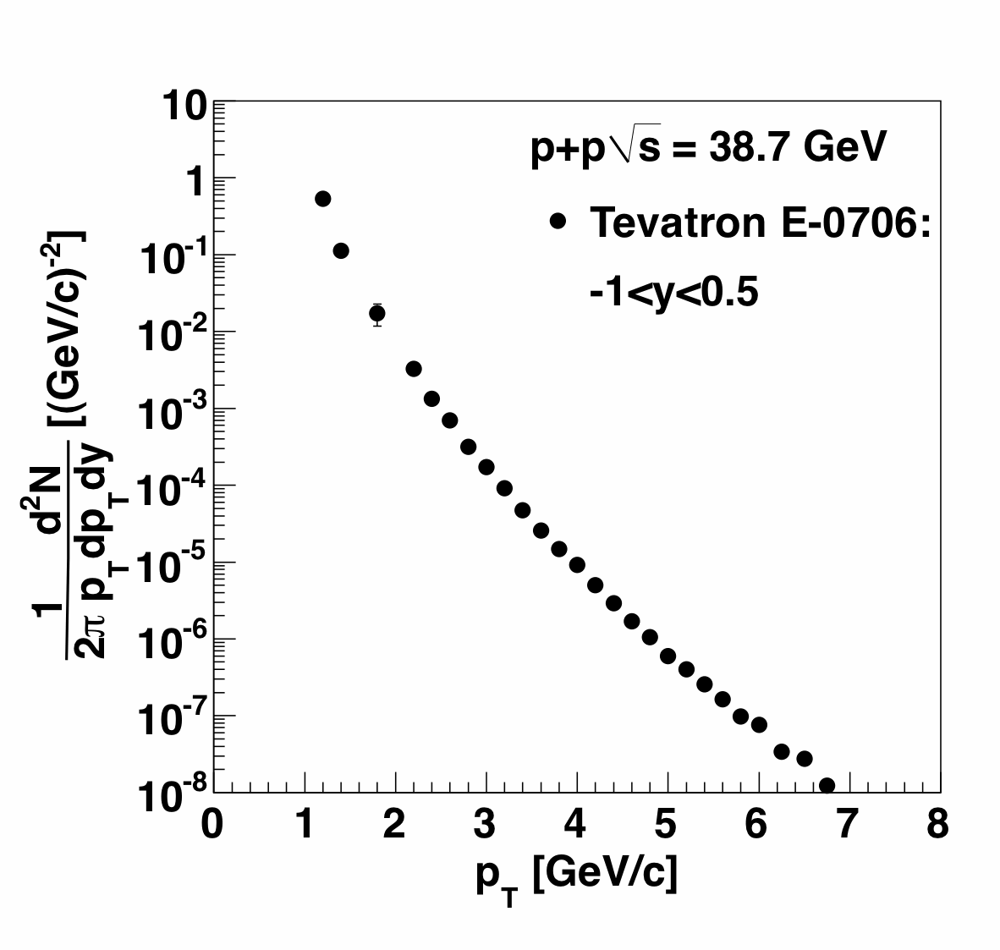 10
1
10-1
10-2
10-3
10-4
10-5
10-6
10-7
10-8
0 1 2 3 4 5 6 7 8
pT [GeV/c]
1 d2N
2π pT dpT dy
[(GeV/c)-2]
p+p √s = 38.7 GeV
Tevatron E-0706:
-1<y<0.5